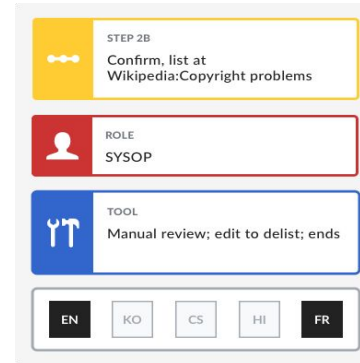 STEP 2B
Confirm, list at
Wikipedia:Copyright problems
ROLE
SYSOP
TOOL
Manual review; edit to delist; ends
EN KO CS HI FR